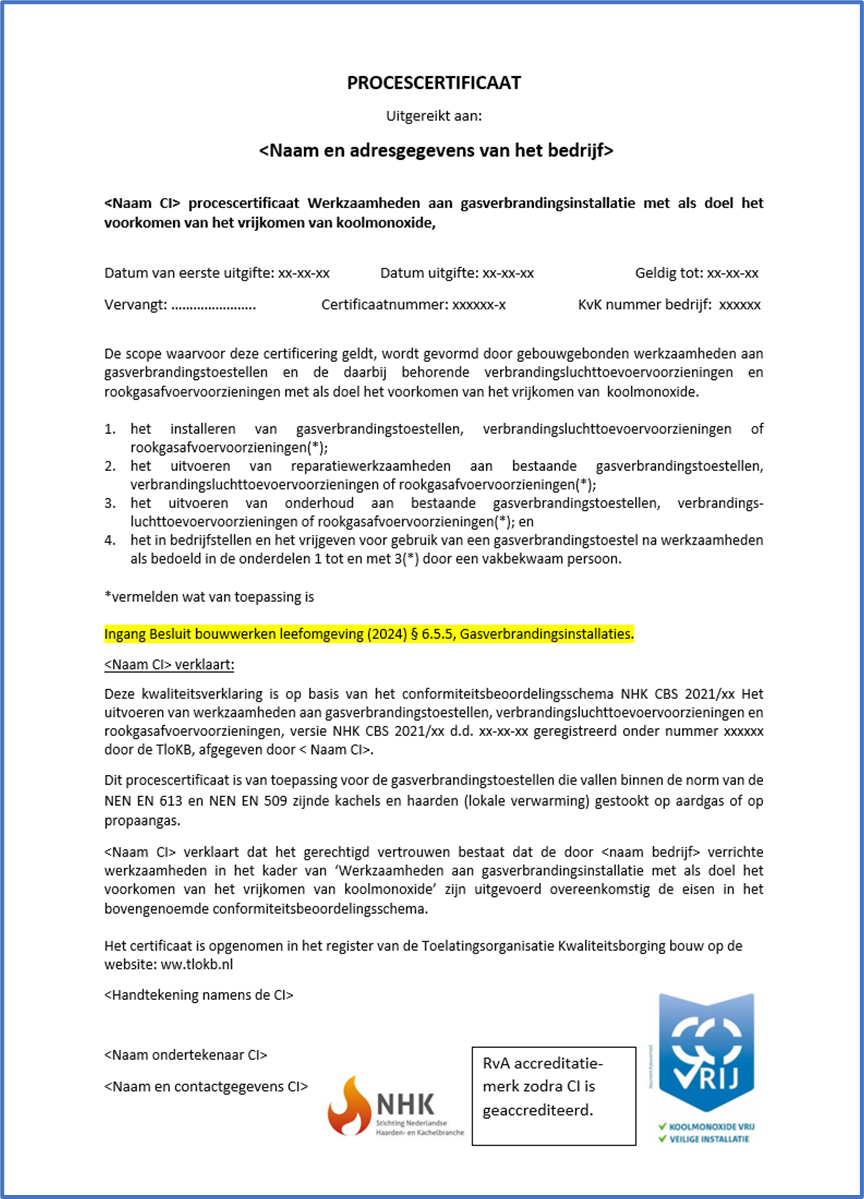 PROCESCERTIFICAAT
Uitgereikt aan:
<Naam en adresgegevens van het bedrijf>
<Naam CI> procescertificaat Werkzaamheden aan gasverbrandingsinstallatie met als doel het
voorkomen van het vrijkomen van koolmonoxide,
Datum van eerste uitgifte: xx-xx-xx Datum uitgifte: xx-xx-xx Geldig tot: xx-xx-xx
Vervangt: ...................... Certificaatnummer: xxxxxx-x KvK nummer bedrijf: xxxxxx
De scope waarvoor deze certificering geldt, wordt gevormd door gebouwgebonden werkzaamheden aan
gasverbrandingstoestellen en de daarbij behorende verbrandingsluchttoevoervoorzieningen en
rookgasafvoervoorzieningen met als doel het voorkomen van het vrijkomen van koolmonoxide.
1. het installeren van gasverbrandingstoestellen, verbrandingsluchttoevoervoorzieningen of
rookgasafvoervoorzieningen(*);
2. het uitvoeren van reparatiewerkzaamheden aan bestaande gasverbrandingstoestellen,
verbrandingsluchttoevoervoorzieningen of rookgasafvoervoorzieningen(*);
3. het uitvoeren van onderhoud aan bestaande gasverbrandingstoestellen, verbrandings-
luchttoevoervoorzieningen of rookgasafvoervoorzieningen(*); en
4. het in bedrijfstellen en het vrijgeven voor gebruik van een gasverbrandingstoestel na werkzaamheden
als bedoeld in de onderdelen 1 tot en met 3(*) door een vakbekwaam persoon.
*vermelden wat van toepassing is
Ingang Besluit bouwwerken leefomgeving (2024) § 6.5.5, Gasverbrandingsinstallaties.
<Naam CI> verklaart:
Deze kwaliteitsverklaring is op basis van het conformiteitsbeoordelingsschema NHK CBS 2021/xx Het
uitvoeren van werkzaamheden aan gasverbrandingstoestellen, verbrandingsluchttoevoervoorzieningen en
rookgasafvoervoorzieningen, versie NHK CBS 2021/xx d.d. xx-xx-xx geregistreerd onder nummer xxxxxx
door de TloKB, afgegeven door < Naam CI>.
Dit procescertificaat is van toepassing voor de gasverbrandingstoestellen die vallen binnen de norm van de
NEN EN 613 en NEN EN 509 zijnde kachels en haarden (lokale verwarming) gestookt op aardgas of op
propaangas.
<Naam CI> verklaart dat het gerechtigd vertrouwen bestaat dat de door <naam bedrijf> verrichte
werkzaamheden in het kader van ‘Werkzaamheden aan gasverbrandingsinstallatie met als doel het
voorkomen van het vrijkomen van koolmonoxide’ zijn uitgevoerd overeenkomstig de eisen in het
bovengenoemde conformiteitsbeoordelingsschema.
Het certificaat is opgenomen in het register van de Toelatingsorganisatie Kwaliteitsborging bouw op de
website: ww.tlokb.nl
<Handtekening namens de CI>
<Naam ondertekenaar CI>
<Naam en contactgegevens CI>
NHK
Stichting Nederlandse
Haarden- en Kachelbranche
RvA accreditatie-
merk zodra CI is
geaccrediteerd.
CO
VRIJ
KOOLMONOXIDE VRIJ
VEILIGE INSTALLATIE